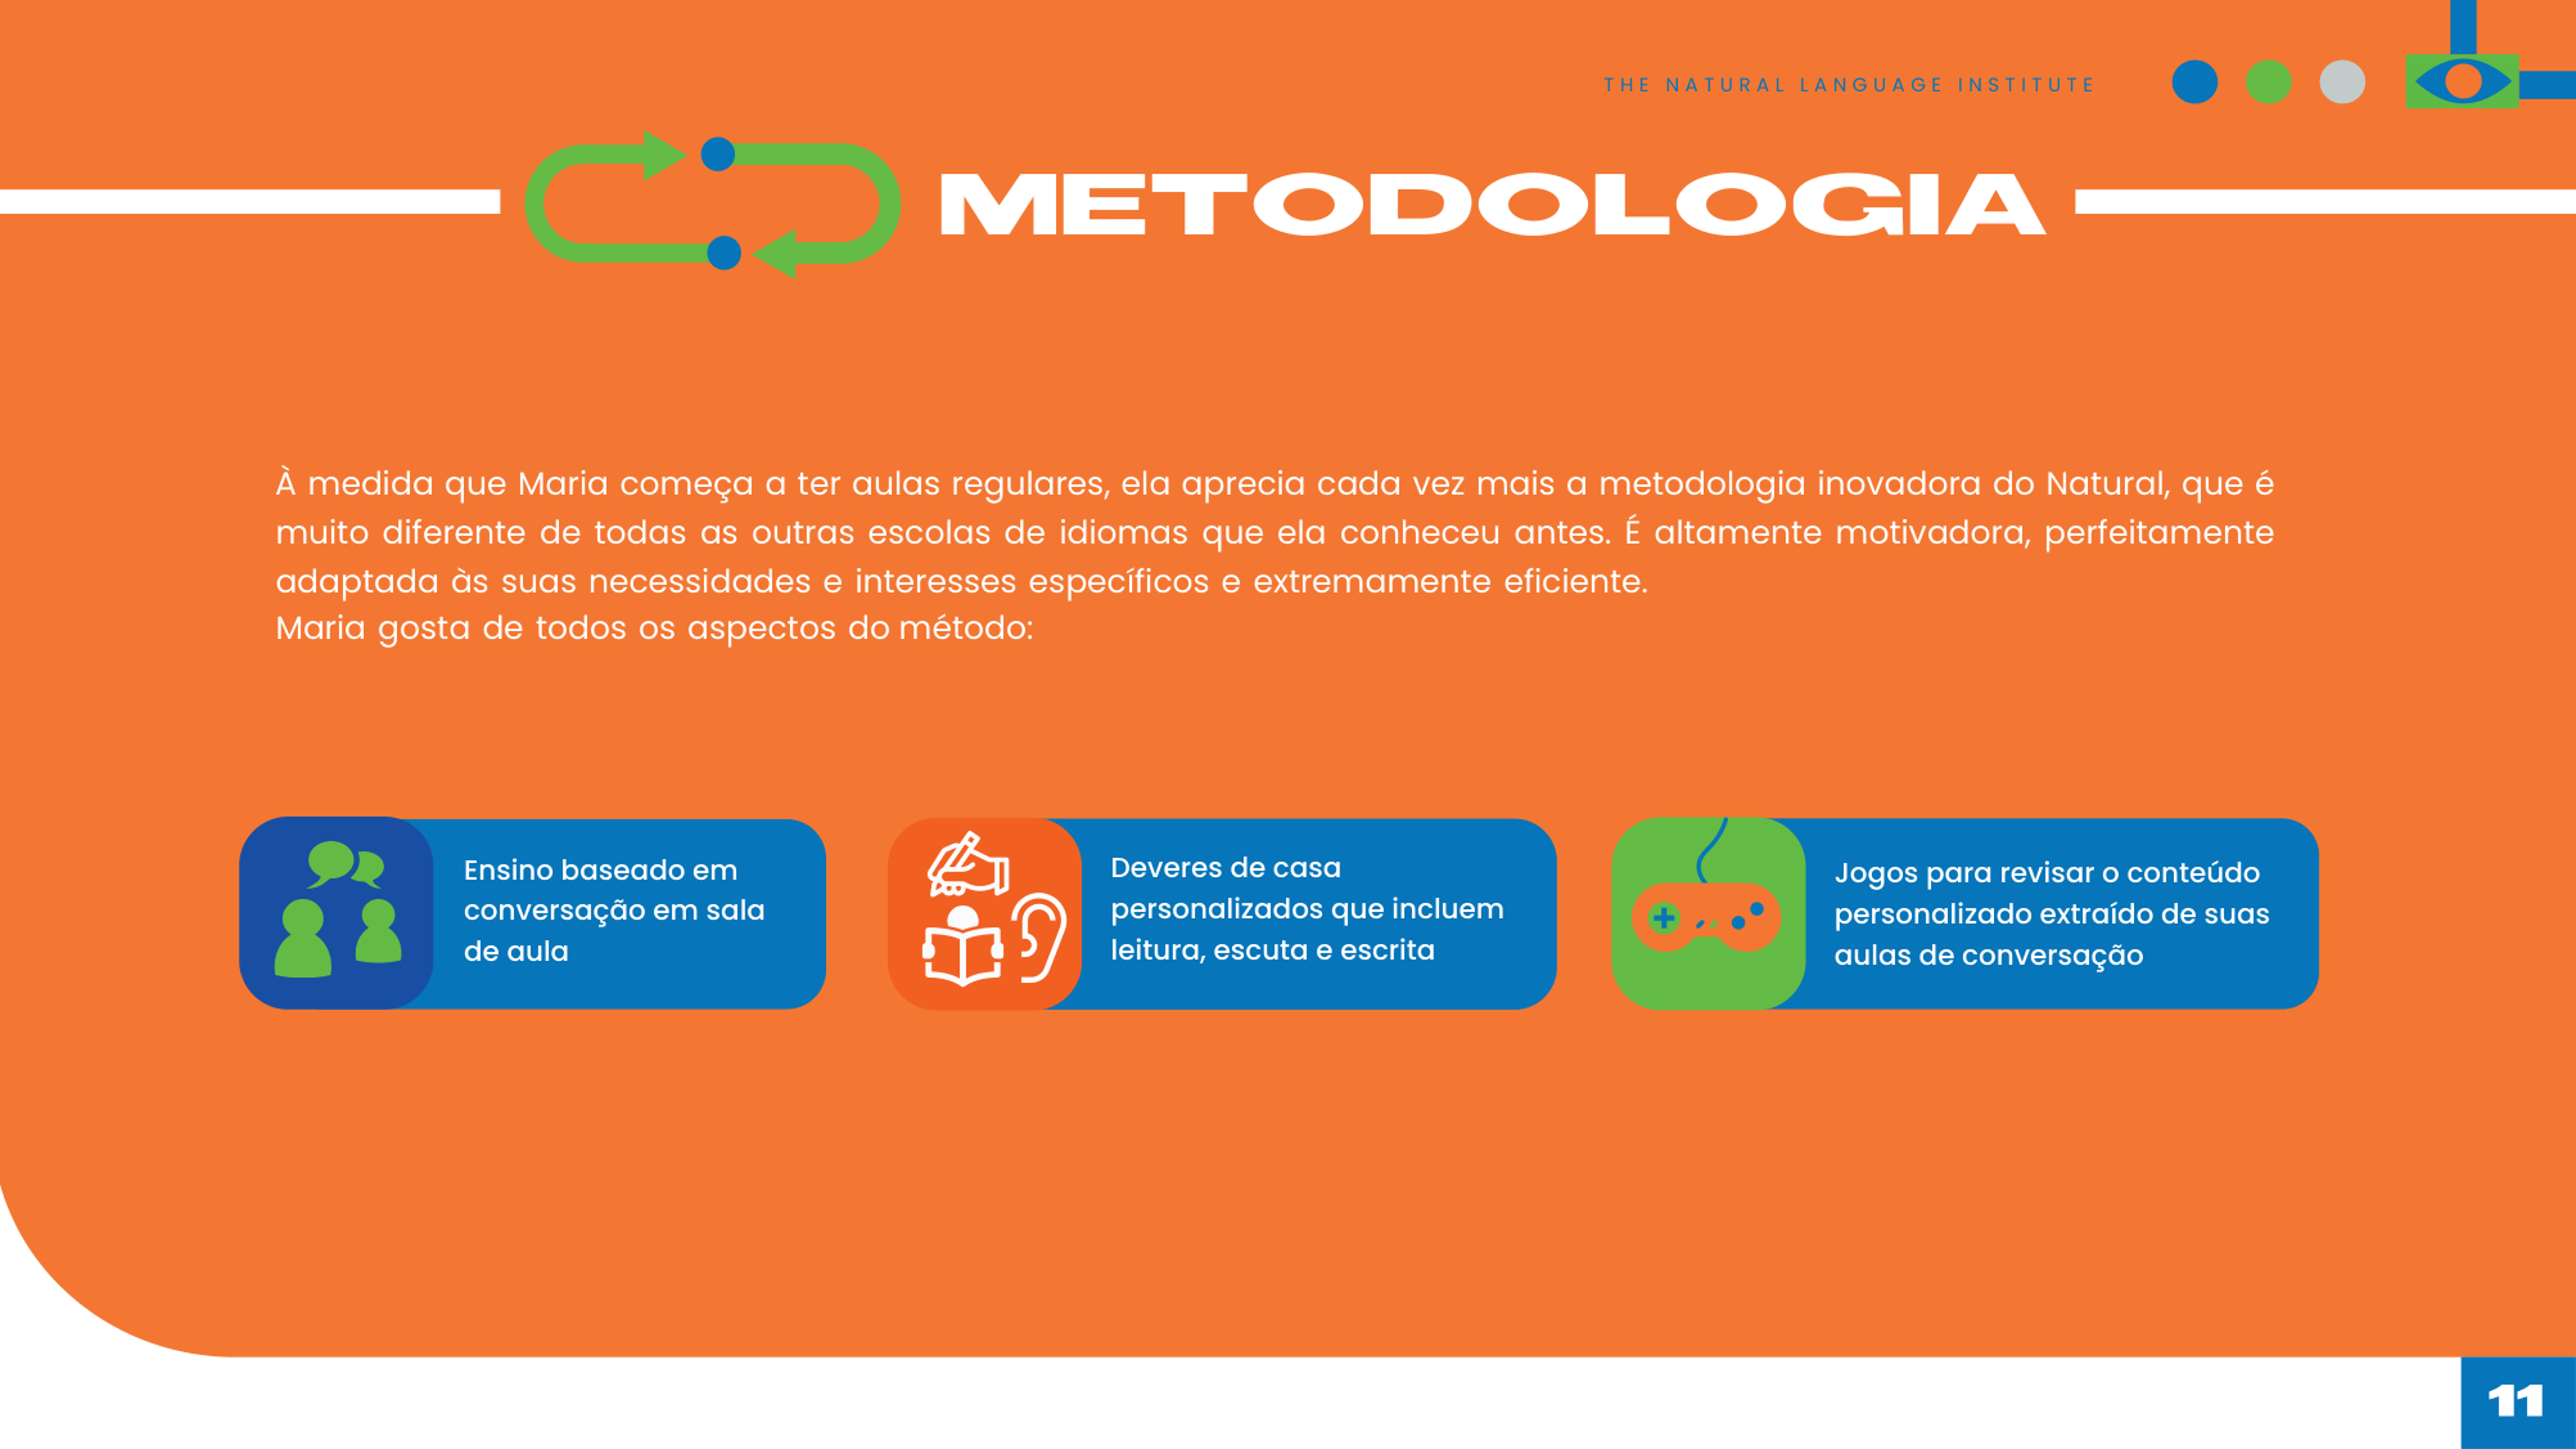 THE NATURAL LANGUAGE INSTITUTE
METODOLOGIA
À medida que Maria começa a ter aulas regulares, ela aprecia cada vez mais a metodologia inovadora do Natural, que é
muito diferente de todas as outras escolas de idiomas que ela conheceu antes. É altamente motivadora, perfeitamente
adaptada às suas necessidades e interesses específicos e extremamente eficiente.
Maria gosta de todos os aspectos do método:
Ensino baseado em
conversação em sala
de aula
Deveres de casa
personalizados que incluem
leitura, escuta e escrita
Jogos para revisar o conteúdo
personalizado extraído de suas
aulas de conversação
11